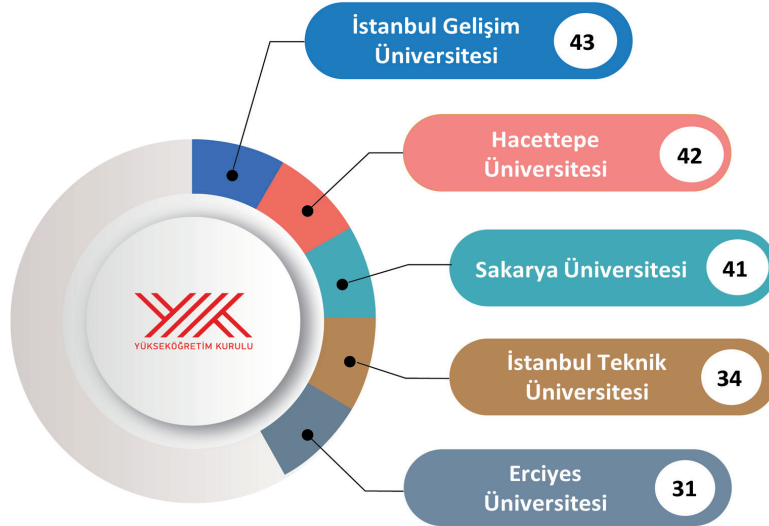 İstanbul Gelişim
Üniversitesi
43
Hacettepe
Üniversitesi
42
Sakarya Üniversitesi
41
YÜKSEKÖĞRETİM KURULU
İstanbul Teknik
Üniversitesi
34
Erciyes
Üniversitesi
31